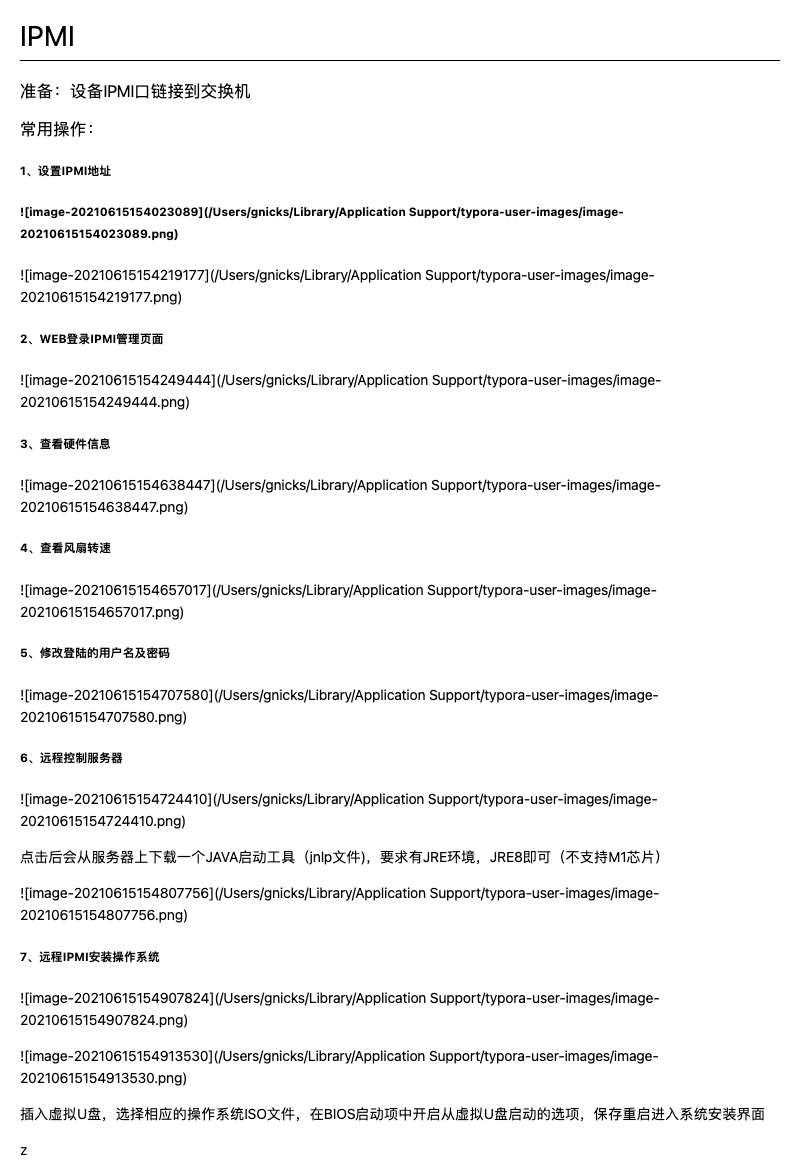 IPMI
准备：设备IPMI口链接到交换机
常用操作：
1、设置IPMI地址
![image-20210615154023089](/Users/gnicks/Library/Application Support/typora-user-images/image-
20210615154023089.png)
![image-20210615154219177](/Users/gnicks/Library/Application Support/typora-user-images/image-
20210615154219177.png)
2、WEB登录IPMI管理页面
![image-20210615154249444](/Users/gnicks/Library/Application Support/typora-user-images/image-
20210615154249444.png)
3、查看硬件信息
![image-20210615154638447](/Users/gnicks/Library/Application Support/typora-user-images/image-
20210615154638447.png)
4、查看风扇转速
![image-20210615154657017](/Users/gnicks/Library/Application Support/typora-user-images/image-
20210615154657017.png)
5、修改登陆的用户名及密码
![image-20210615154707580](/Users/gnicks/Library/Application Support/typora-user-images/image-
20210615154707580.png)
6、远程控制服务器
![image-20210615154724410](/Users/gnicks/Library/Application Support/typora-user-images/image-
20210615154724410.png)
点击后会从服务器上下载一个JAVA启动工具（jnlp文件)，要求有JRE环境，JRE8即可（不支持M1芯片）
![image-20210615154807756](/Users/gnicks/Library/Application Support/typora-user-images/image-
20210615154807756.png)
7、远程IPMI安装操作系统
![image-20210615154907824](/Users/gnicks/Library/Application Support/typora-user-images/image-
20210615154907824.png)
![image-20210615154913530](/Users/gnicks/Library/Application Support/typora-user-images/image-
20210615154913530.png)
插入虚拟U盘，选择相应的操作系统ISO文件，在BIOS启动项中开启从虚拟U盘启动的选项，保存重启进入系统安装界面
z